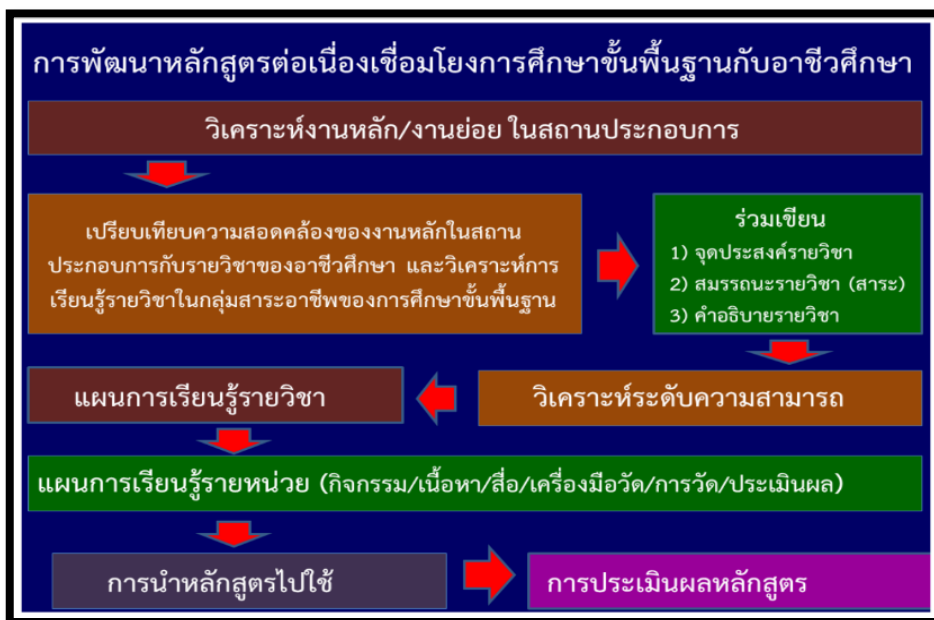 การพัฒนาหลักสูตรต่อเนื่องเชื่อมโยงการศึกษาขั้นพื้นฐานกับอาชีวศึกษา
วิเคราะห์งานหลัก/งานย่อย ในสถานประกอบการ
เปรียบเทียบความสอดคล้องของงานหลักในสถาน
ประกอบการกับรายวิชาของอาชีวศึกษา และวิเคราะห์การ
เรียนรู้รายวิชาในกลุ่มสาระอาชีพของการศึกษาขั้นพื้นฐาน
ร่วมเขียน
1) จุดประสงค์รายวิชา
2) สมรรถนะรายวิชา (สาระ)
3) คำอธิบายรายวิชา
วิเคราะห์ระดับความสามารถ
แผนการเรียนรู้รายวิชา
แผนการเรียนรู้รายหน่วย (กิจกรรม/เนื้อหา/สื่อ/เครื่องมือวัด/การวัด/ประเมินผล)
การนำหลักสูตรไปใช้
การประเมินผลหลักสูตร